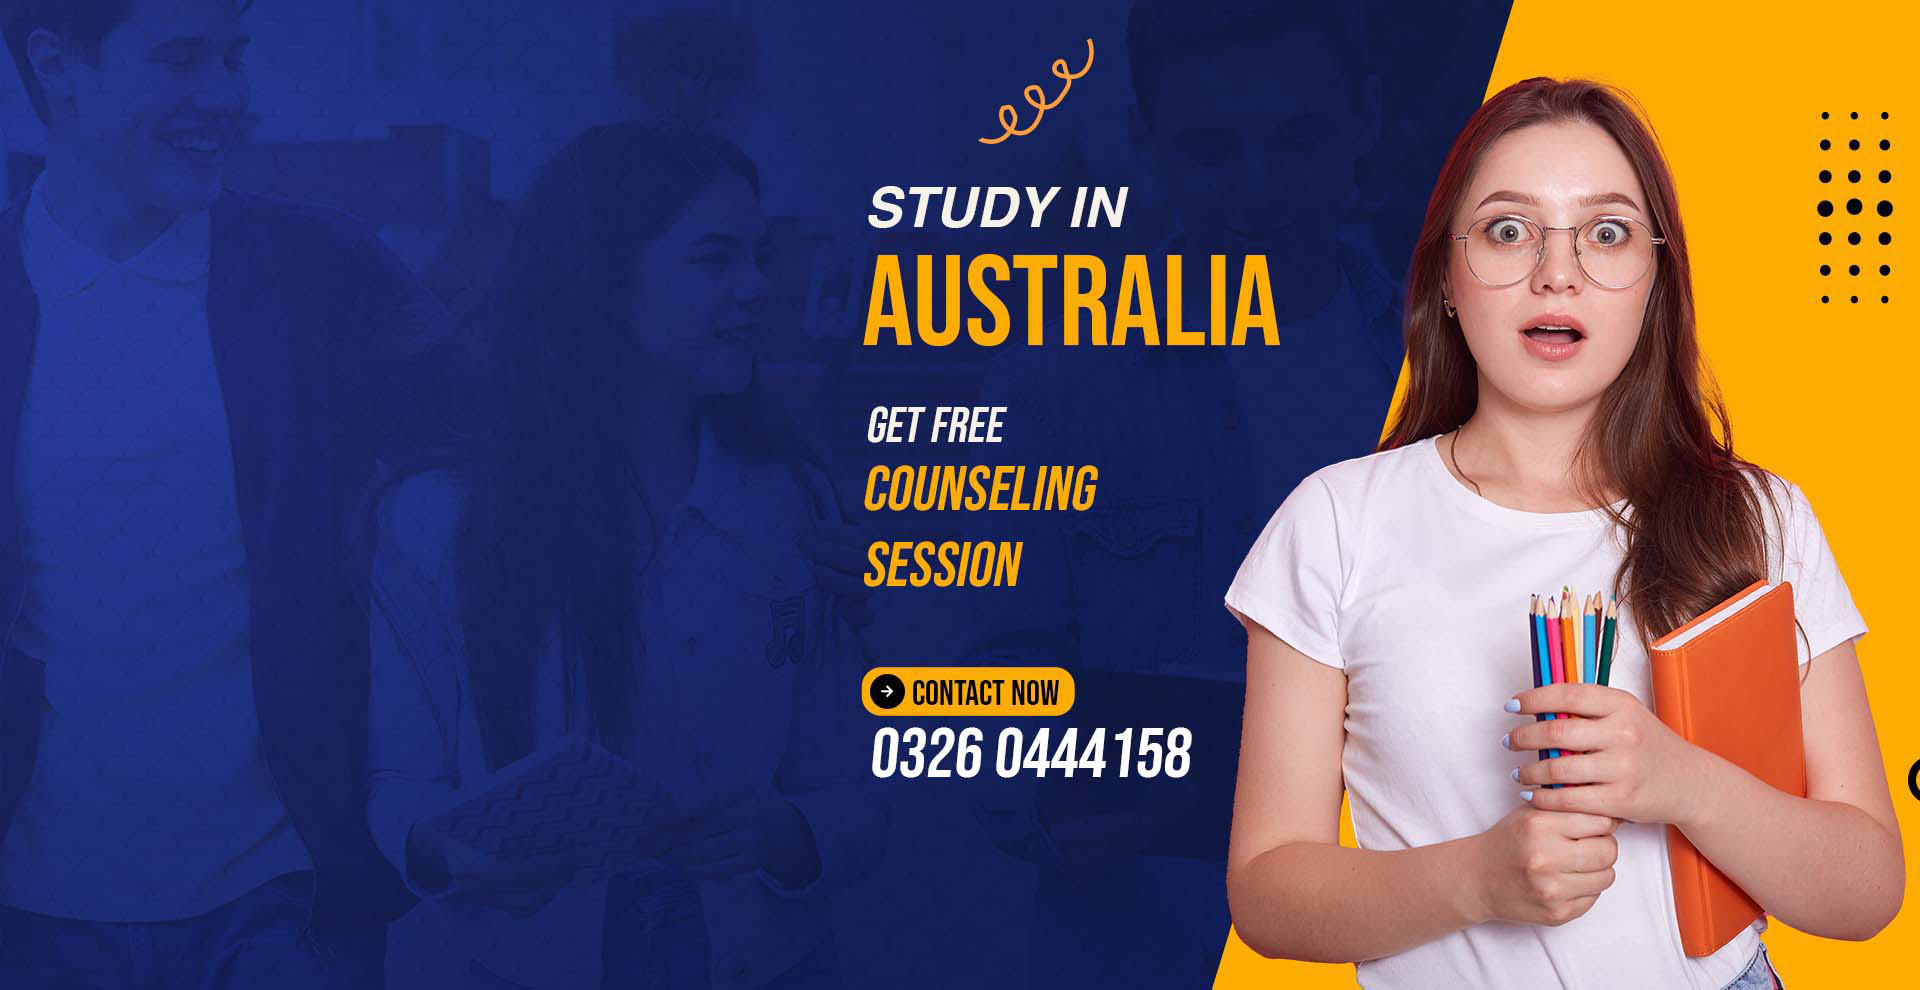 STUDY IN
AUSTRALIA
GET FREE
COUNSELING
SESSION
CONTACT NOW
0326 0444158